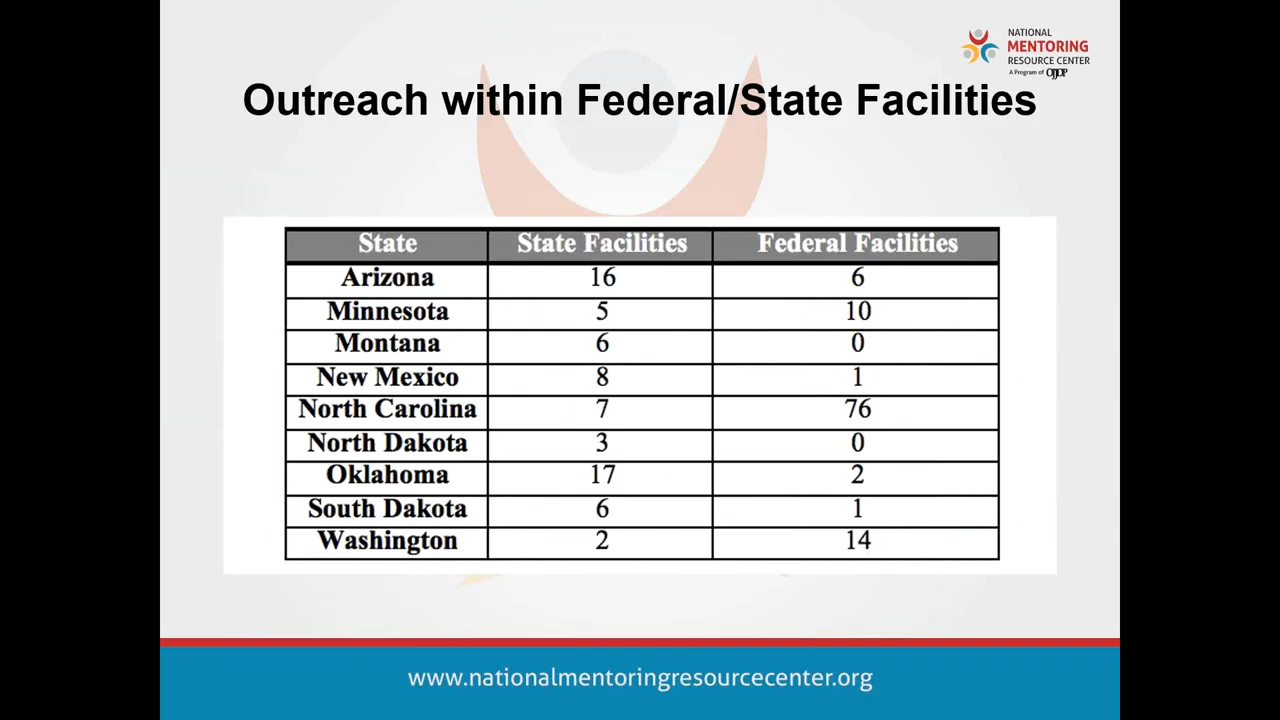 NATIONAL
MENTORING
RESOURCE CENTER
A Program of OJJDP
Outreach within Federal/State Facilities
State State Facilities Federal Facilities
Arizona 16 6
Minnesota 5 10
Montana 6 0
New Mexico 8 1
North Carolina 7 76
North Dakota 3 0
Oklahoma 17 2
South Dakota 6 1
Washington 2 14
www.nationalmentoringresourcecenter.org